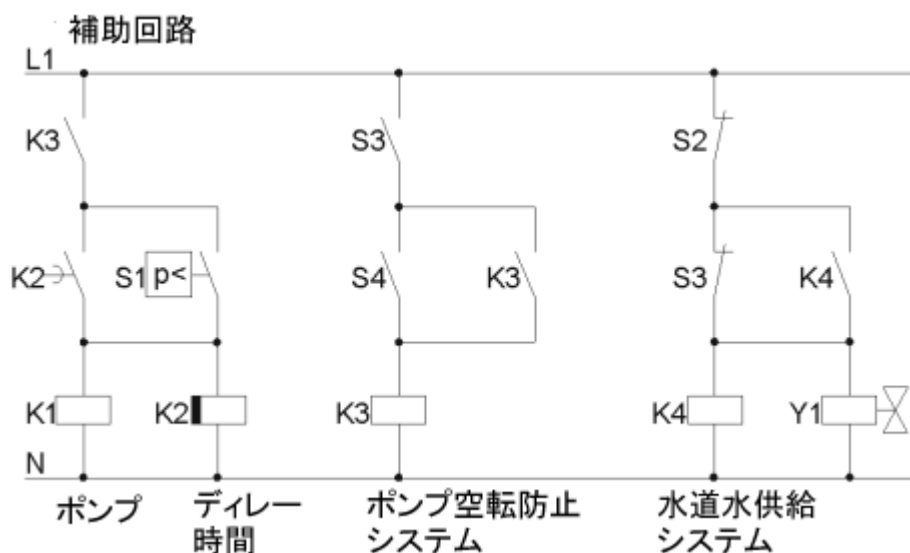 補助回路
L1
K3
S3
S2
K2
S1
p<
S4
K3
S3
K4
K1
K2
K3
K4
Y1
N
ポンプ
ディレー
時間
ポンプ空転防止
システム
水道水供給
システム